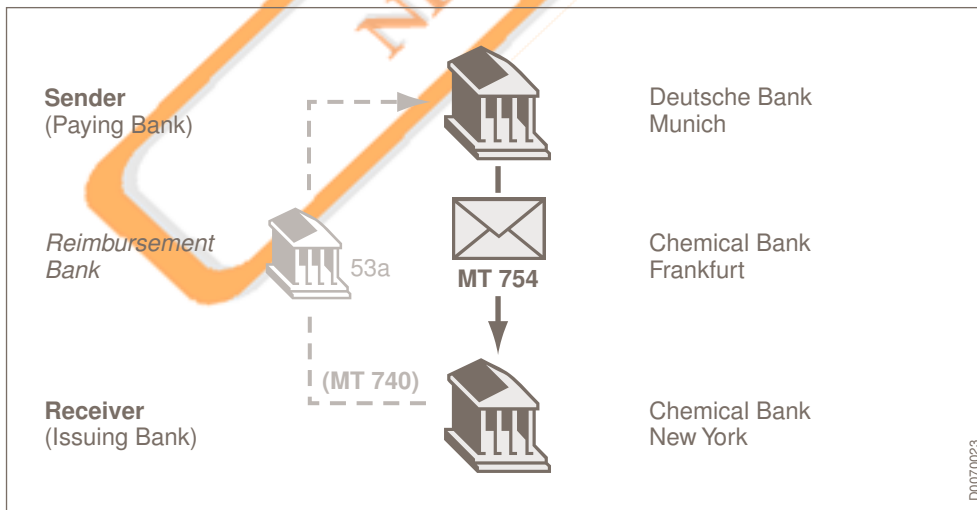 Sender
(Paying Bank)
Deutsche Bank
Munich
Reimbursement
Bank
53a
MT 754
Chemical Bank
Frankfurt
(MT 740)
Receiver
(Issuing Bank)
Chemical Bank
New York
D0070023